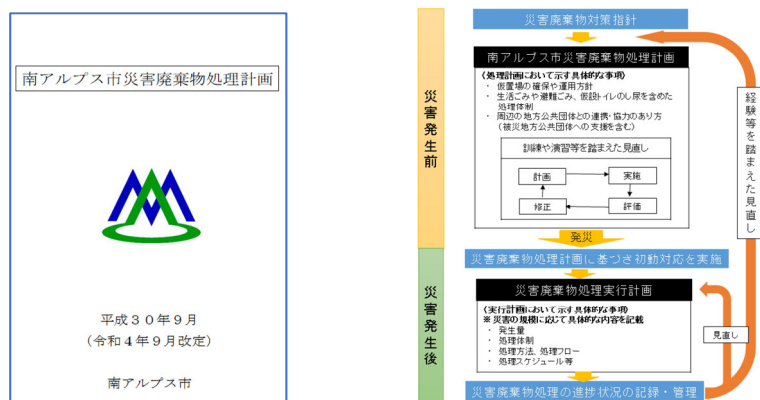 南アルプス市災害廃棄物処理計画
平成30年9月
（令和4年9月改定）
南アルプス市
災害発生前
災害廃棄物対策指針
南アルプス市災害廃棄物処理計画
（処理計画において示す具体的な事項）
・ 仮置場の確保や運用方針
・ 生活ごみや避難ごみ、仮設トイレのし尿を含めた
処理体制
・ 周辺の地方公共団体との連携・協力のあり方
（被災地方公共団体への支援を含む）
訓練や演習等を踏まえた見直し
計画
実施
修正
評価
発災
経験等を踏まえた見直し
災害発生後
災害廃棄物処理計画に基づき初動対応を実施
災害廃棄物処理実行計画
（実行計画において示す具体的な事項）
※災害の規模に応じて具体的な内容を記載
・ 発生量
・ 処理体制
・ 処理方法、処理フロー
・ 処理スケジュール等
見直し
災害廃棄物処理の進捗状況の記録・管理